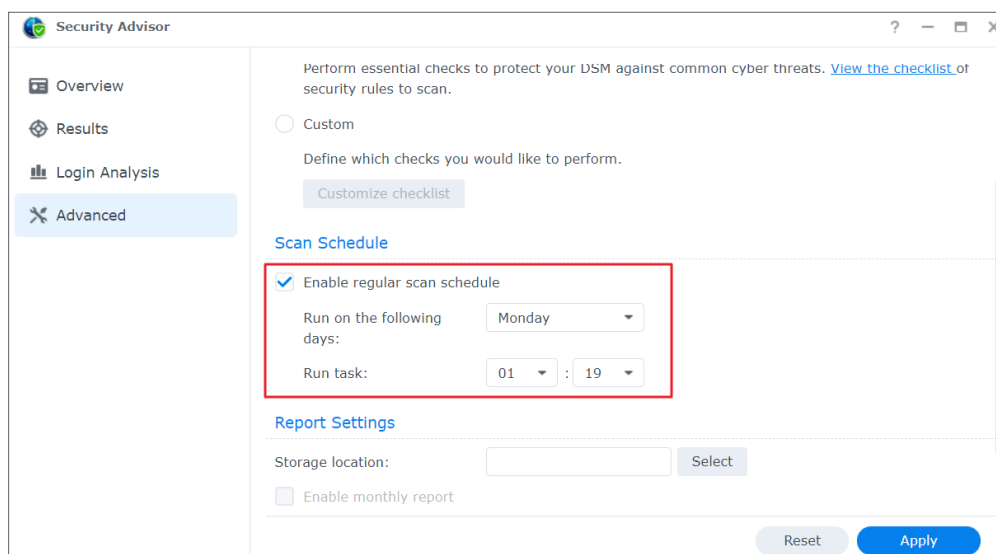 Security Advisor
?
Overview
Results
Login Analysis
Advanced
Perform essential checks to protect your DSM against common cyber threats. View the checklist of
security rules to scan.
Custom
Define which checks you would like to perform.
Customize checklist
Scan Schedule
Enable regular scan schedule
Run on the following
days:
Monday
Run task:
01 : 19
Report Settings
Storage location:
Select
Enable monthly report
Reset
Apply